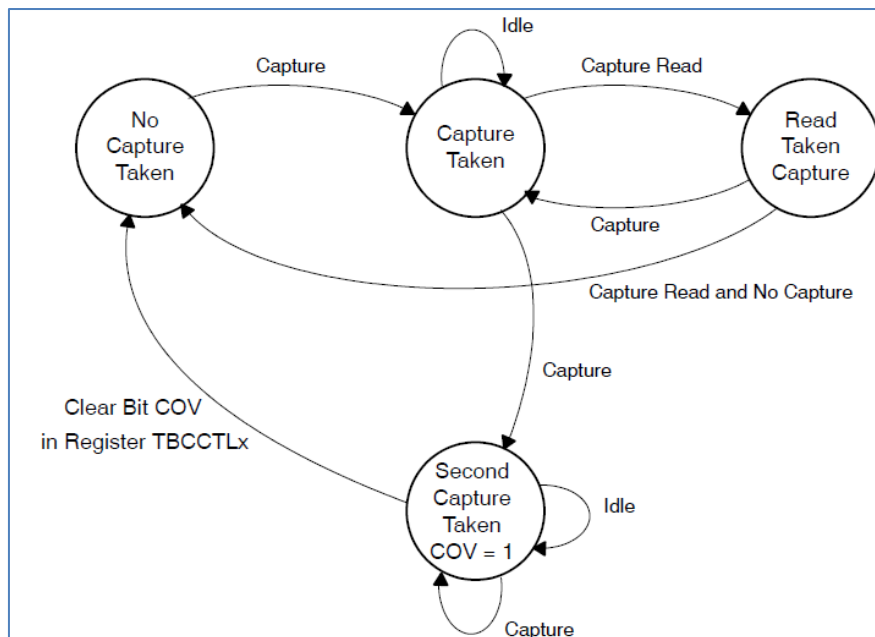 Idle
Capture
Capture Read
No
Capture
Taken
Capture
Taken
Read
Taken
Capture
Capture
Capture Read and No Capture
Capture
Clear Bit COV
in Register TBCCTLx
Second
Capture
Taken
COV = 1
Idle
Capture